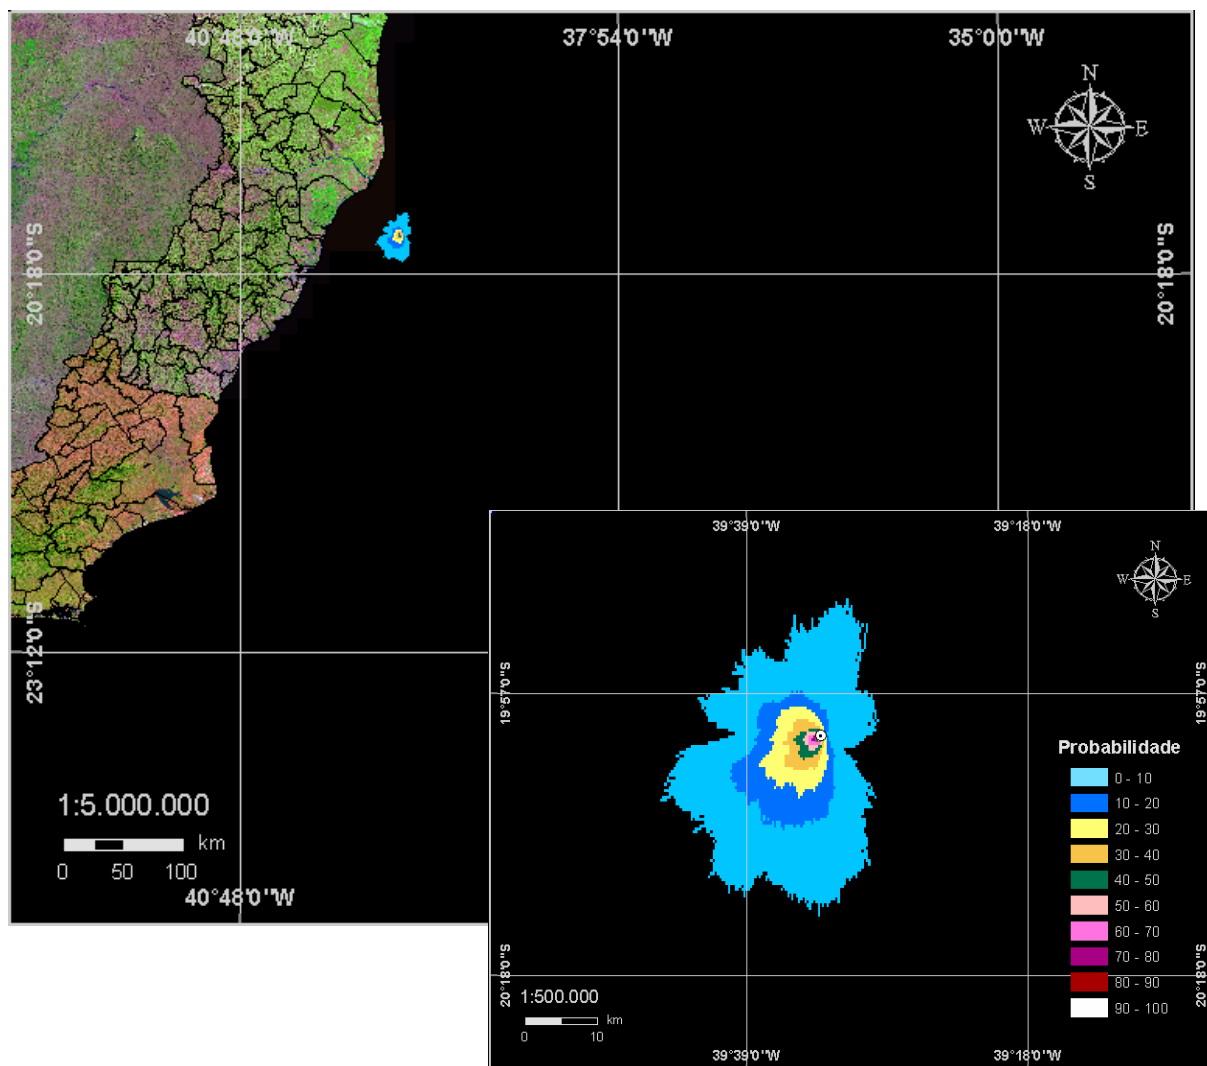 40°48'0"W
37°54'0"W
35°0'0"W
N
W
E
S
20°18'0"S
20°18'0"S
23°12'0"S
1:5.000.000
km
0 50 100
40°48'0"W
39°39'0"W
39°18'0"W
N
W
E
S
19°57'0"S
19°57'0"S
Probabilidade
0 - 10
10 - 20
20 - 30
30 - 40
40 - 50
50 - 60
60 - 70
70 - 80
80 - 90
90 - 100
20°18'0"S
20°18'0"S
1:500.000
km
0 10
39°39'0"W
39°18'0"W